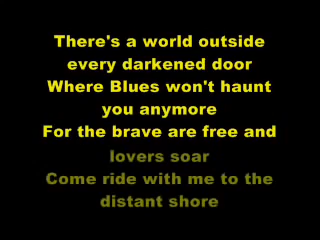 There's a world outside
every darkened door
Where Blues won't haunt
you anymore
For the brave are free and
lovers soar
Come ride with me to the
distant shore